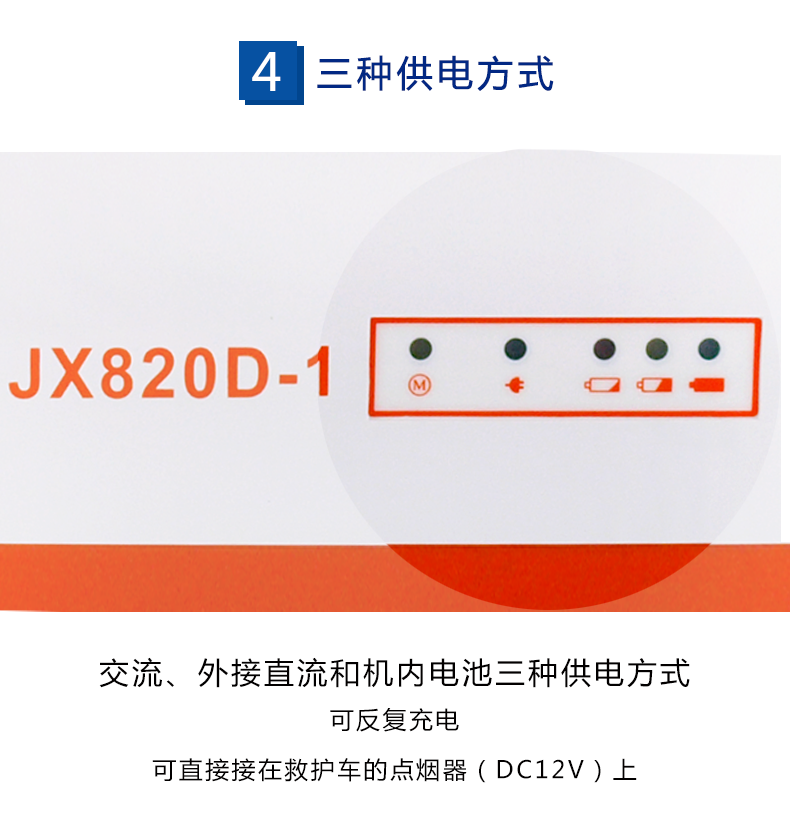 4 三种供电方式
JX820D-1
M
交流、外接直流和机内电池三种供电方式
可反复充电
可直接接在救护车的点烟器（DC12V）上